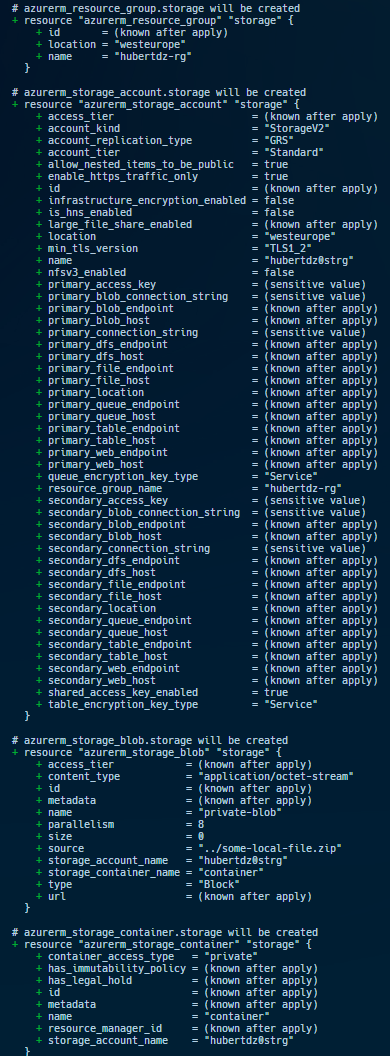 # azurerm_resource_group.storage will be created
+ resource "azurerm_resource_group" "storage" {
    + id       = (known after apply)
    + location = "westeurope"
    + name     = "hubertdz-rg"
  }

# azurerm_storage_account.storage will be created
+ resource "azurerm_storage_account" "storage" {
    + access_tier                       = (known after apply)
    + account_kind                      = "StorageV2"
    + account_replication_type          = "GRS"
    + account_tier                      = "Standard"
    + allow_nested_items_to_be_public   = true
    + enable_https_traffic_only         = true
    + id                                = (known after apply)
    + infrastructure_encryption_enabled = false
    + is_hns_enabled                    = false
    + large_file_share_enabled          = (known after apply)
    + location                          = "westeurope"
    + min_tls_version                   = "TLS1_2"
    + name                              = "hubertdz0strg"
    + nfsv3_enabled                     = false
    + primary_access_key                = (sensitive value)
    + primary_blob_connection_string    = (sensitive value)
    + primary_blob_endpoint             = (known after apply)
    + primary_blob_host                 = (known after apply)
    + primary_connection_string         = (sensitive value)
    + primary_dfs_endpoint              = (known after apply)
    + primary_dfs_host                  = (known after apply)
    + primary_file_endpoint             = (known after apply)
    + primary_file_host                 = (known after apply)
    + primary_location                  = (known after apply)
    + primary_queue_endpoint            = (known after apply)
    + primary_queue_host                = (known after apply)
    + primary_table_endpoint            = (known after apply)
    + primary_table_host                = (known after apply)
    + primary_web_endpoint              = (known after apply)
    + primary_web_host                  = (known after apply)
    + queue_encryption_key_type         = "Service"
    + resource_group_name               = "hubertdz-rg"
    + secondary_access_key              = (sensitive value)
    + secondary_blob_connection_string  = (sensitive value)
    + secondary_blob_endpoint           = (known after apply)
    + secondary_blob_host               = (known after apply)
    + secondary_connection_string       = (sensitive value)
    + secondary_dfs_endpoint            = (known after apply)
    + secondary_dfs_host                = (known after apply)
    + secondary_file_endpoint           = (known after apply)
    + secondary_file_host               = (known after apply)
    + secondary_location                = (known after apply)
    + secondary_queue_endpoint          = (known after apply)
    + secondary_queue_host              = (known after apply)
    + secondary_table_endpoint          = (known after apply)
    + secondary_table_host              = (known after apply)
    + secondary_web_endpoint            = (known after apply)
    + secondary_web_host                = (known after apply)
    + shared_access_key_enabled         = true
    + table_encryption_key_type         = "Service"
  }

# azurerm_storage_blob.storage will be created
+ resource "azurerm_storage_blob" "storage" {
    + access_tier            = (known after apply)
    + content_type           = "application/octet-stream"
    + id                     = (known after apply)
    + metadata               = (known after apply)
    + name                   = "private-blob"
    + parallelism            = 8
    + size                   = 0
    + source                 = "../some-local-file.zip"
    + storage_account_name   = "hubertdz0strg"
    + storage_container_name = "container"
    + type                   = "Block"
    + url                    = (known after apply)
  }

# azurerm_storage_container.storage will be created
+ resource "azurerm_storage_container" "storage" {
    + container_access_type   = "private"
    + has_immutability_policy = (known after apply)
    + has_legal_hold          = (known after apply)
    + id                      = (known after apply)
    + metadata                = (known after apply)
    + name                    = "container"
    + resource_manager_id     = (known after apply)
    + storage_account_name    = "hubertdz0strg"
  }